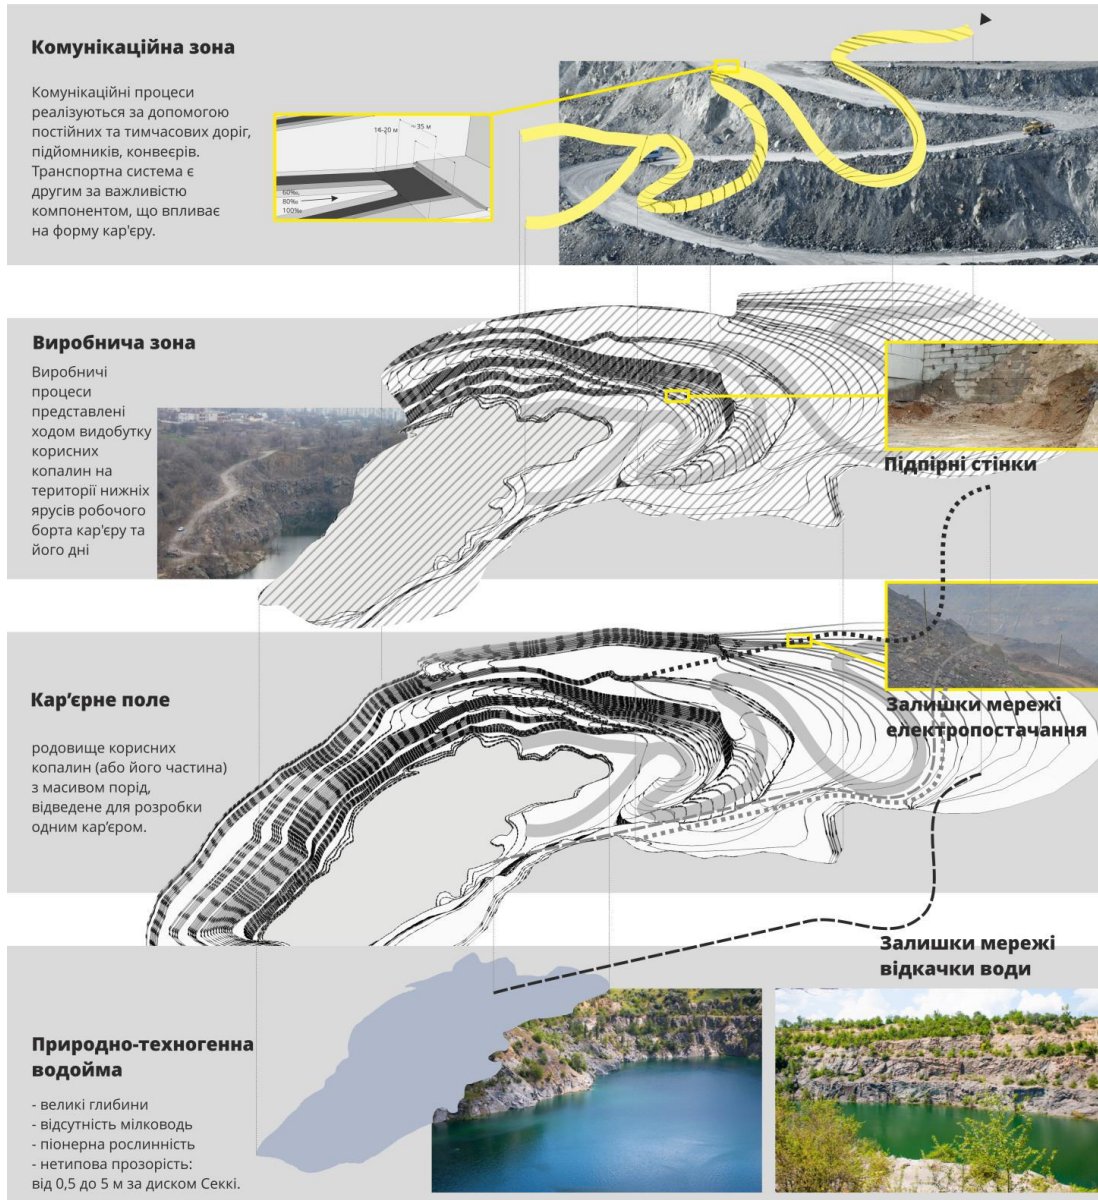 Комунікаційна зона
Комунікаційні процеси
реалізуються за допомогою
постійних та тимчасових доріг,
підйомників, конвеєрів.
Транспортна система є
другим за важливістю
компонентом, що впливає
на форму кар'єру.
16-20 м
~35 м
60‰
80‰
100‰
Виробнича зона
Виробничі
процеси
представлені
ходом видобутку
корисних
копалин на
території нижніх
ярусів робочого
борта кар'єру та
його дні
Підпірні стінки
Кар’єрне поле
родовище корисних
копалин (або його частина)
з масивом порід,
відведене для розробки
одним кар’єром.
Залишки мережі
електропостачання
Залишки мережі
відкачки води
Природно-техногенна
водойма
- великі глибини
- відсутність мілководь
- піонерна рослинність
- нетипова прозорість:
від 0,5 до 5 м за диском Секкі.